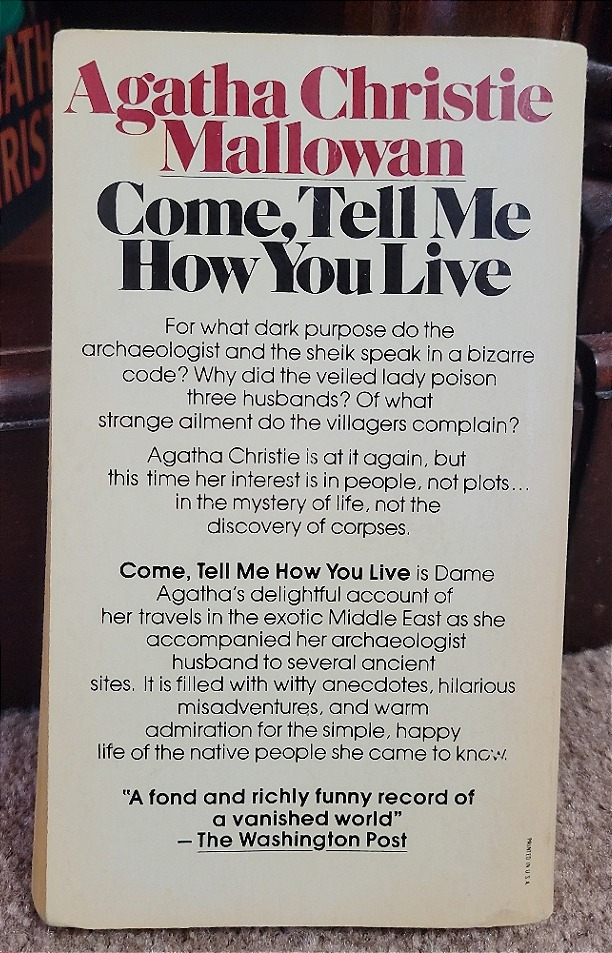 Agatha Christie
Mallowan
Come, Tell Me
How You Live
For what dark purpose do the
archaeologist and the sheik speak in a bizarre
code? Why did the veiled lady poison
three husbands? Of what
strange ailment do the villagers complain?
Agatha Christie is at it again, but
this time her interest is in people, not plots...
in the mystery of life, not the
discovery of corpses.
Come, Tell Me How You Live is Dame
Agatha's delightful account of
her travels in the exotic Middle East as she
accompanied her archaeologist
husband to several ancient
sites. It is filled with witty anecdotes, hilarious
misadventures, and warm
admiration for the simple, happy
life of the native people she came to know.
"A fond and richly funny record of
a vanished world"
— The Washington Post
PRINTED IN U.S.A.